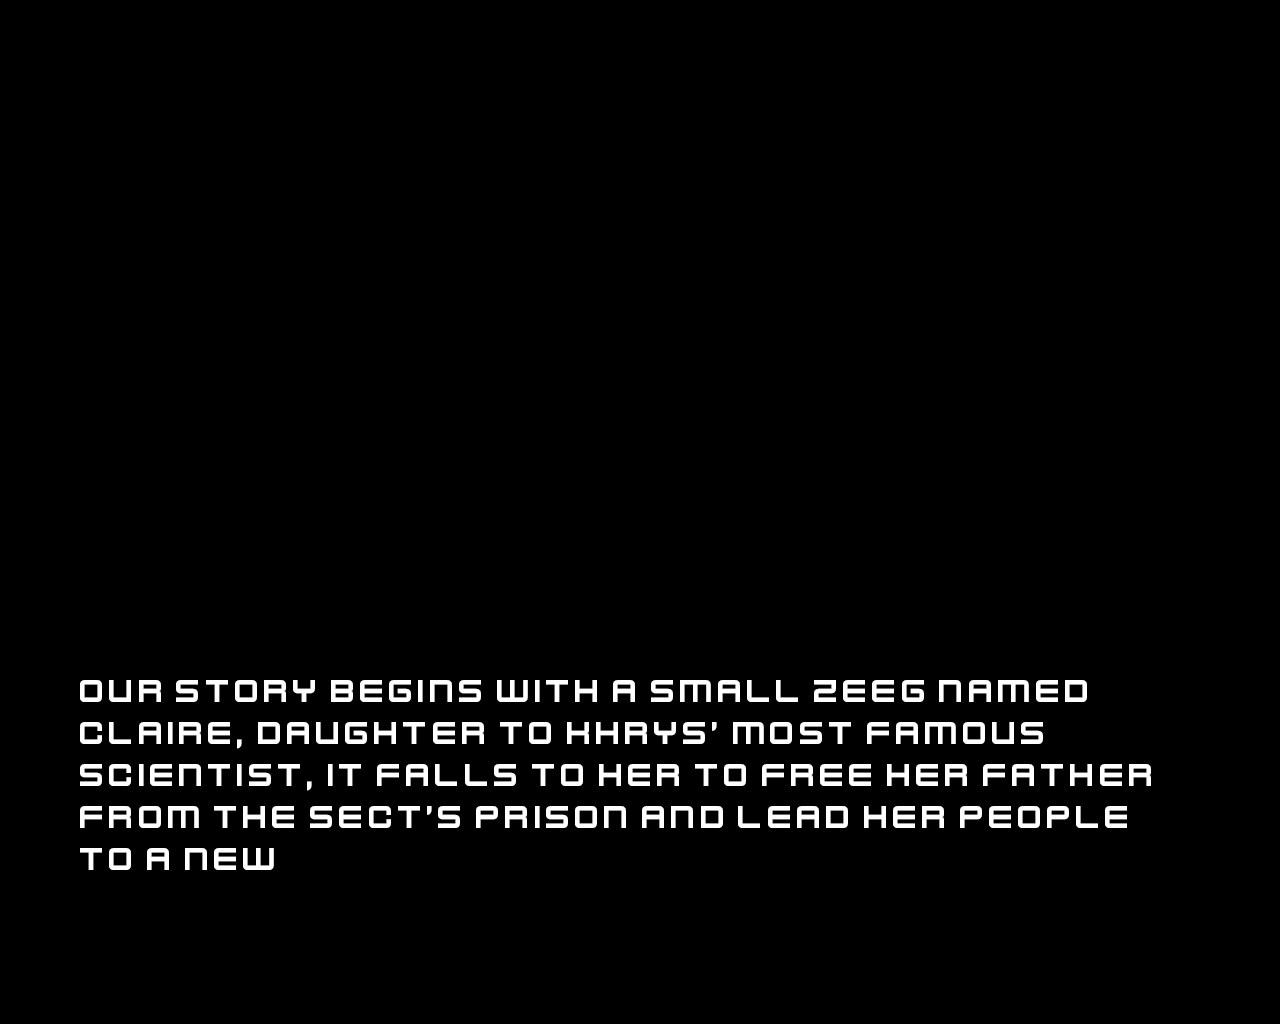 OUR STORY BEGINS WITH A SMALL ZEEG NAMED
CLAIRE, DAUGHTER TO KHRYS' MOST FAMOUS
SCIENTIST, IT FALLS TO HER TO FREE HER FATHER
FROM THE SECT'S PRISON AND LEAD HER PEOPLE
TO A NEW